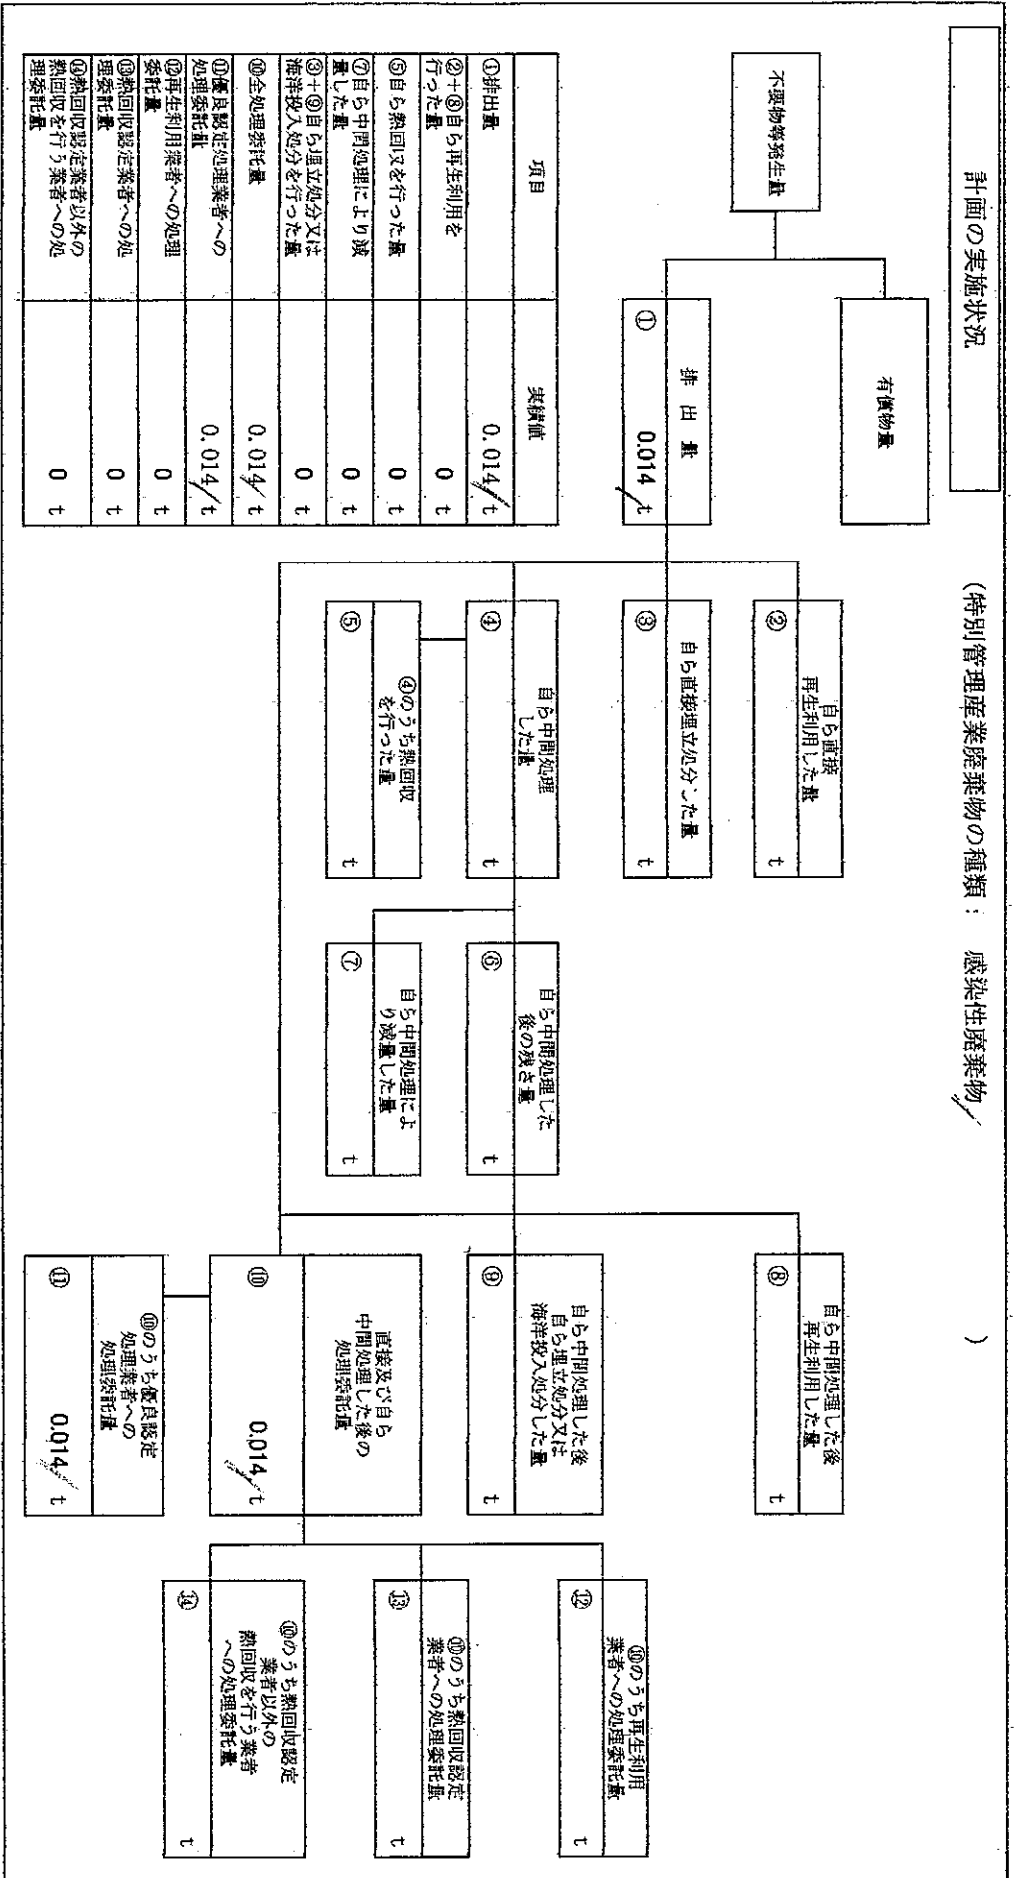 計画の実施状況
(特別管理産業廃棄物の種類： 感染性廃棄物 )
不要物等発生量
有償物量
排出量
① 0.014 t
自ら直接
再生利用した量
② t
自ら直接埋立処分した量
③ t
自ら中間処理
した量
④ t
④のうち熱回収
を行った量
⑤ t
自ら中間処理した
後の残さ量
⑥ t
自ら中間処理によ
り減量した量
⑦ t
自ら中間処理した後
再生利用した量
⑧ t
自ら中間処理した後
自ら埋立処分又は
海洋投入処分した量
⑨ t
直接及び自ら
中間処理した後の
処理委託量
⑩ 0.014 t
⑩のうち優良認定
処理業者への
処理委託量
⑪ 0.014 t
⑩のうち再生利用
業者への処理委託量
⑫ t
⑩のうち熱回収認定
業者への処理委託量
⑬ t
⑩のうち熱回収認定
業者以外の
熱回収を行う業者
への処理委託量
⑭ t
項目 実績値
①排出量 0.014 t
②+⑧自ら再生利用を
行った量 0 t
⑤自ら熱回収を行った量 0 t
⑦自ら中間処理により減
量した量 0 t
③+⑨自ら埋立処分又は
海洋投入処分を行った量 0 t
⑩全処理委託量 0.014 t
⑪優良認定処理業者への
処理委託量 0.014 t
⑫再生利用業者への処理
委託量 0 t
⑬熱回収認定業者への処
理委託量 0 t
⑭熱回収認定業者以外の
熱回収を行う業者への処
理委託量 0 t